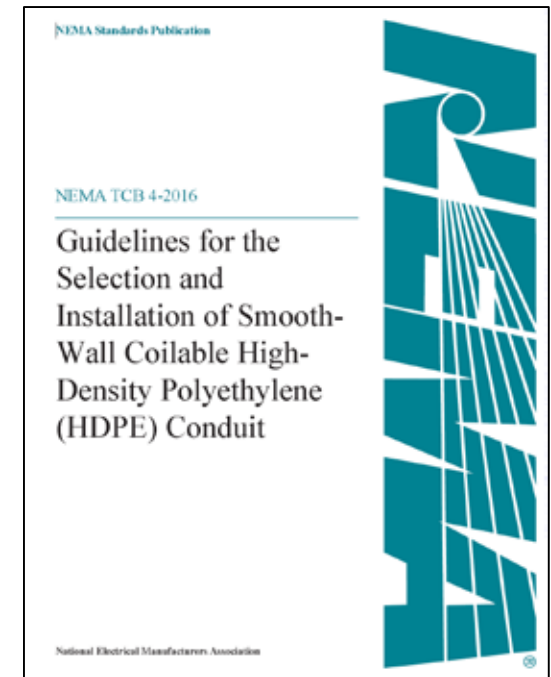 NEMA Standards Publication
NEMA TCB 4-2016
Guidelines for the
Selection and
Installation of Smooth-
Wall Coilable High-
Density Polyethylene
(HDPE) Conduit
National Electrical Manufacturers Association
NEMA
®